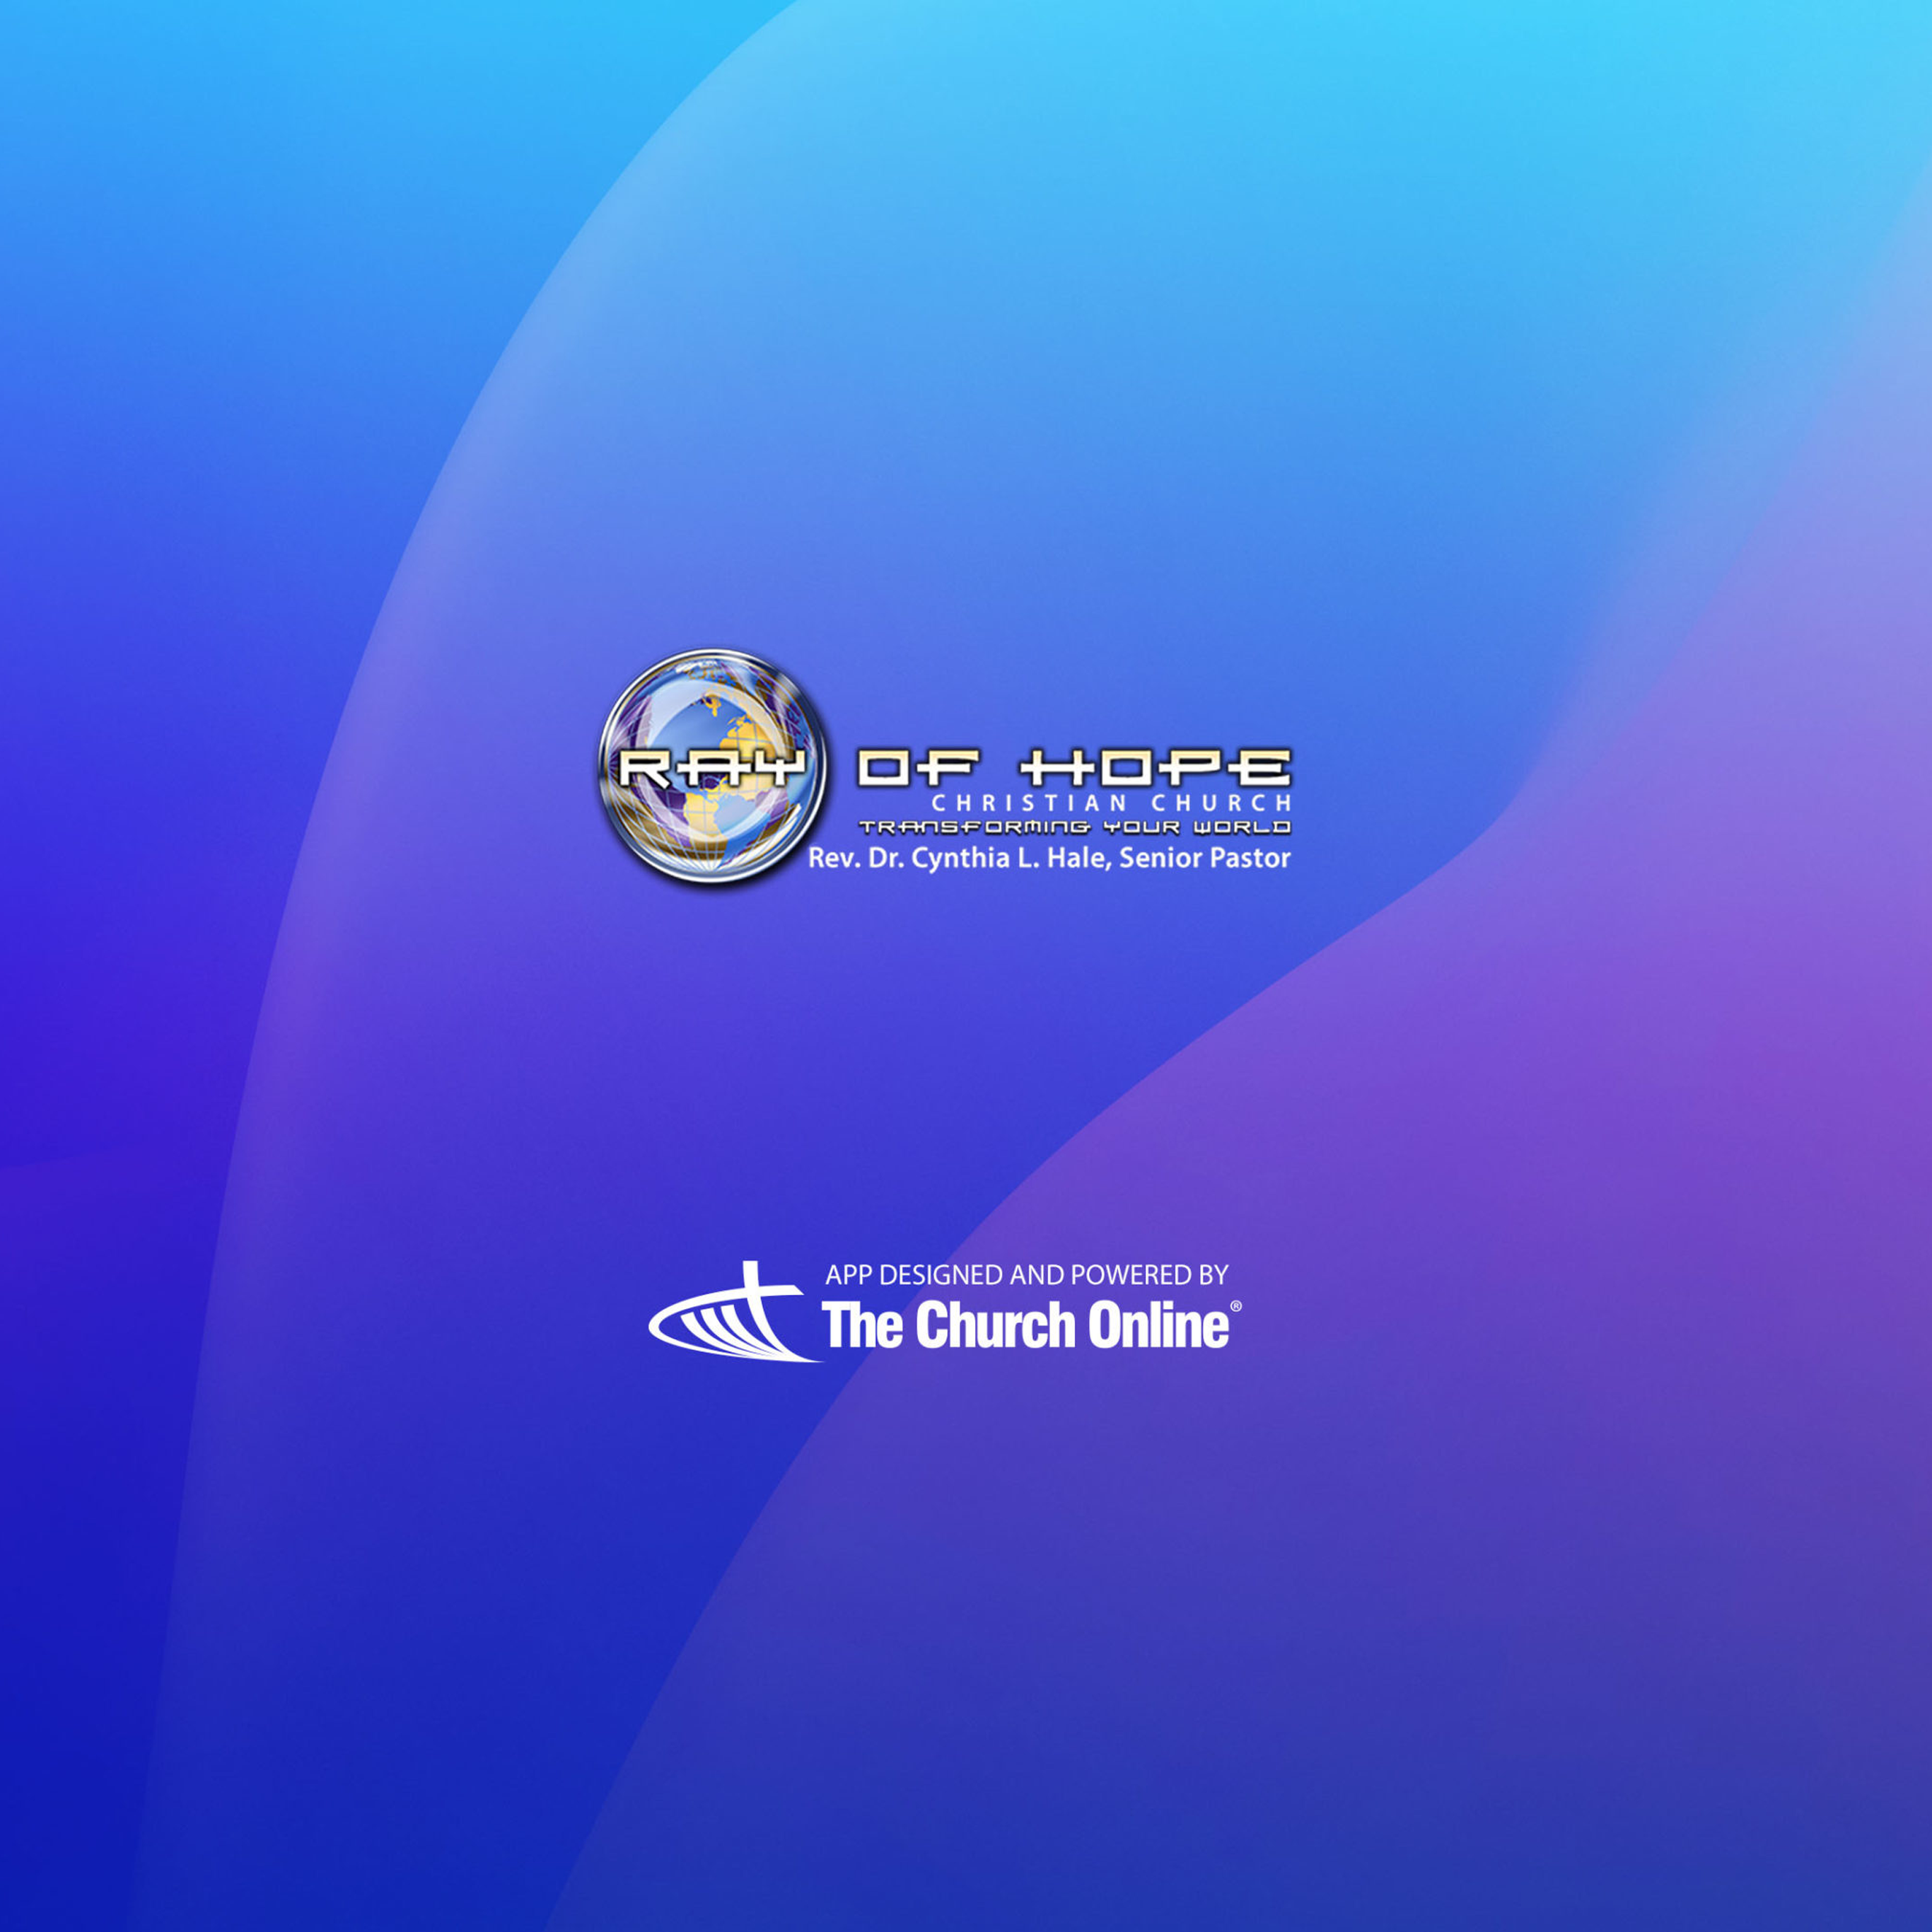 RAY OF HOPE
CHRISTIAN CHURCH
TRANSFORMING YOUR WORLD
Rev. Dr. Cynthia L. Hale, Senior Pastor
APP DESIGNED AND POWERED BY
The Church Online®